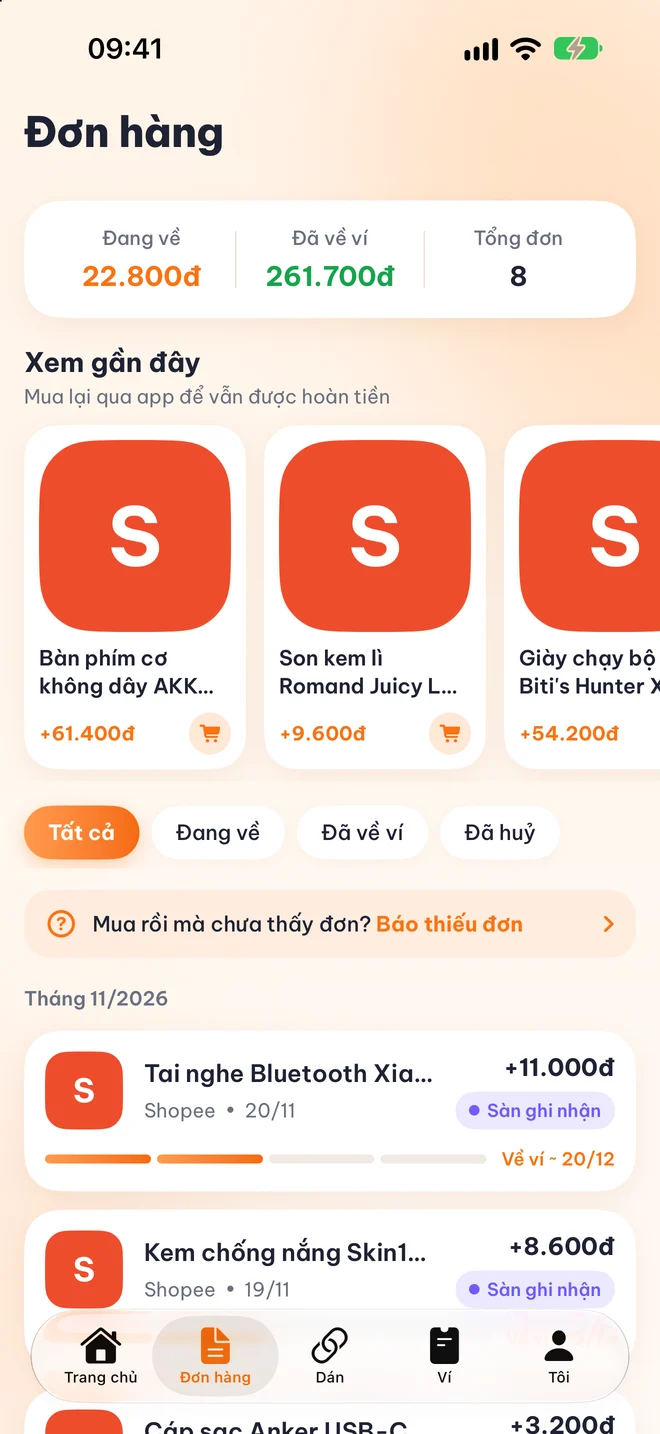 09:41
Đơn hàng
Đang về
22.800đ
Đã về ví
261.700đ
Tổng đơn
8
Xem gần đây
Mua lại qua app để vẫn được hoàn tiền
S
Bàn phím cơ
không dây AKK...
+61.400đ
S
Son kem lì
Romand Juicy L...
+9.600đ
S
Giày chạy bộ
Biti's Hunter X
+54.200đ
Tất cả
Đang về
Đã về ví
Đã huỷ
Mua rồi mà chưa thấy đơn? Báo thiếu đơn
Tháng 11/2026
S
Tai nghe Bluetooth Xia...
+11.000đ
Shopee • 20/11
Sàn ghi nhận
Về ví ~ 20/12
S
Kem chống nắng Skin1...
+8.600đ
Shopee • 19/11
Sàn ghi nhận
Trang chủ
Đơn hàng
Dán
Ví
Tôi
Cáp sạc Anker USB-C
+3.200đ